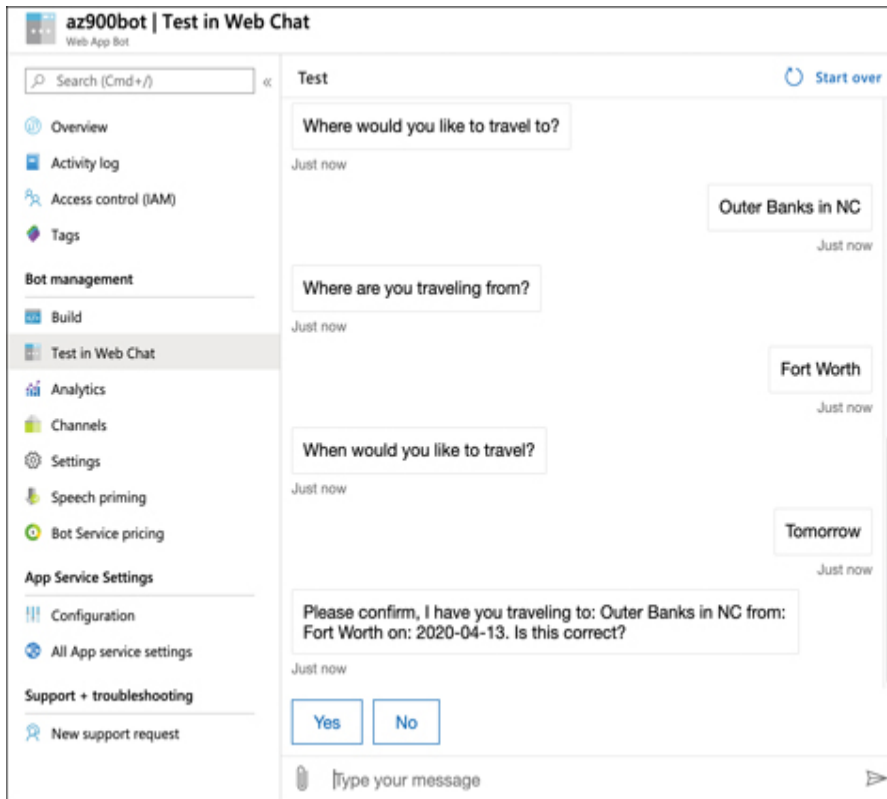 az900bot | Test in Web Chat
Web App Bot
Search (Cmd+/)
«
Overview
Activity log
Access control (IAM)
Tags
Bot management
Build
Test in Web Chat
Analytics
Channels
Settings
Speech priming
Bot Service pricing
App Service Settings
Configuration
All App service settings
Support + troubleshooting
New support request
Test
Start over
Where would you like to travel to?
Just now
Outer Banks in NC
Just now
Where are you traveling from?
Just now
Fort Worth
Just now
When would you like to travel?
Just now
Tomorrow
Just now
Please confirm, I have you traveling to: Outer Banks in NC from:
Fort Worth on: 2020-04-13. Is this correct?
Just now
Yes
No
Type your message